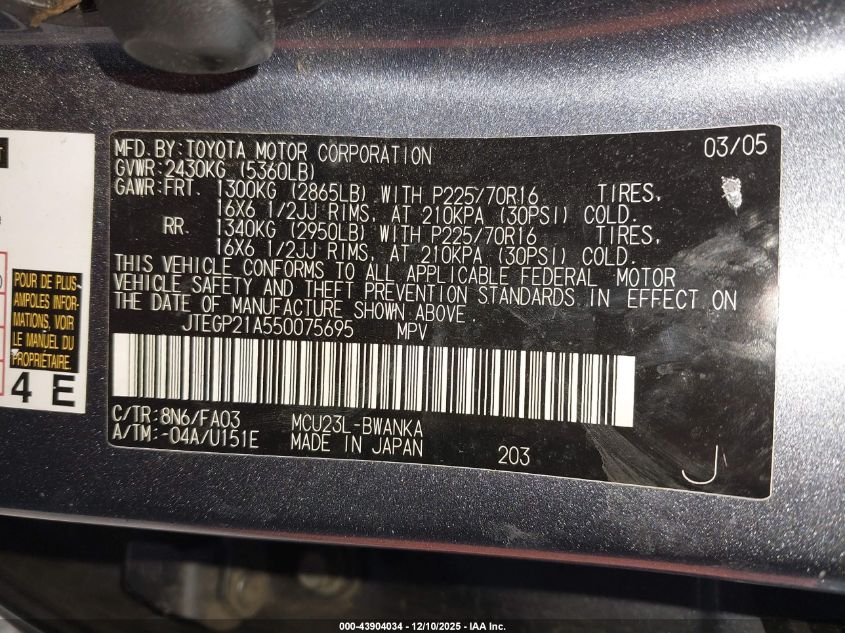 MFD. BY: TOYOTA MOTOR CORPORATION 03/05
GVWR: 2430KG (5360LB)
GAWR: FRT. 1300KG (2865LB) WITH P225/70R16 TIRES,
16X6 1/2JJ RIMS, AT 210KPA (30PSI) COLD.
RR. 1340KG (2950LB) WITH P225/70R16 TIRES,
16X6 1/2JJ RIMS, AT 210KPA (30PSI) COLD.
THIS VEHICLE CONFORMS TO ALL APPLICABLE FEDERAL MOTOR
VEHICLE SAFETY AND THEFT PREVENTION STANDARDS IN EFFECT ON
THE DATE OF MANUFACTURE SHOWN ABOVE.
JTEGP21A550075695 MPV
C/TR: 8N6/FA03 MCU23L-BWANKA
A/TM: -04A/U151E MADE IN JAPAN 203
J
POUR DE PLUS
AMPLES INFOR-
MATIONS, VOIR
LE MANUEL DU
PROPRIÉTAIRE.
4 E
000-43904034 - 12/10/2025 - IAA Inc.